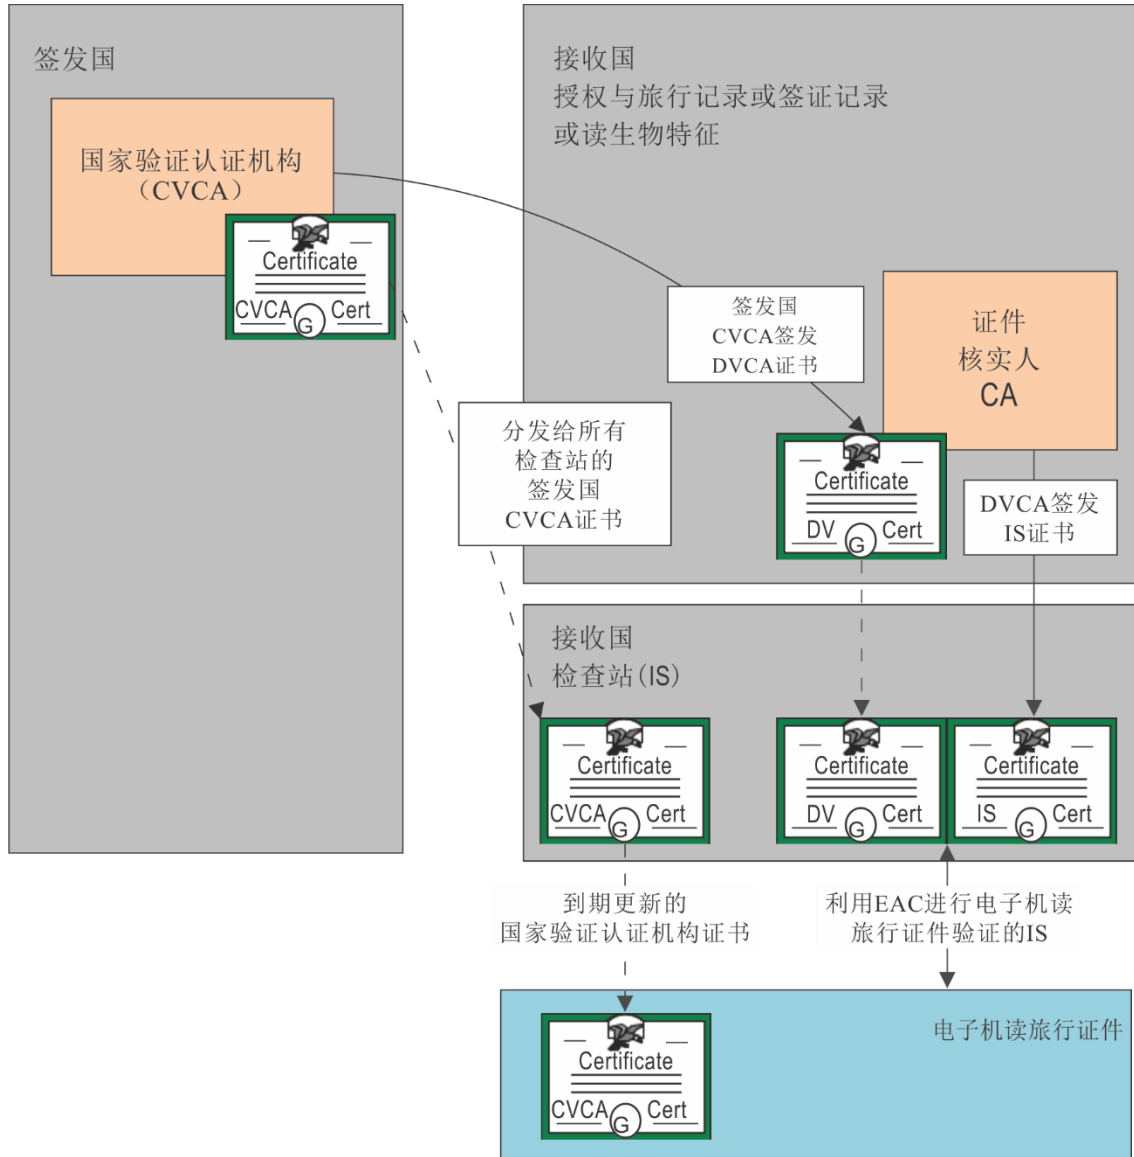 签发国
国家验证认证机构
（CVCA）
Certificate
CVCA G Cert
接收国
授权与旅行记录或签证记录
或读生物特征
签发国
CVCA签发
DVCA证书
证件
核实人
CA
分发给所有
检查站的
签发国
CVCA证书
Certificate
DV G Cert
DVCA签发
IS证书
接收国
检查站(IS)
Certificate
CVCA G Cert
Certificate
DV G Cert
Certificate
IS G Cert
到期更新的
国家验证认证机构证书
利用EAC进行电子机读
旅行证件验证的IS
电子机读旅行证件
Certificate
CVCA G Cert